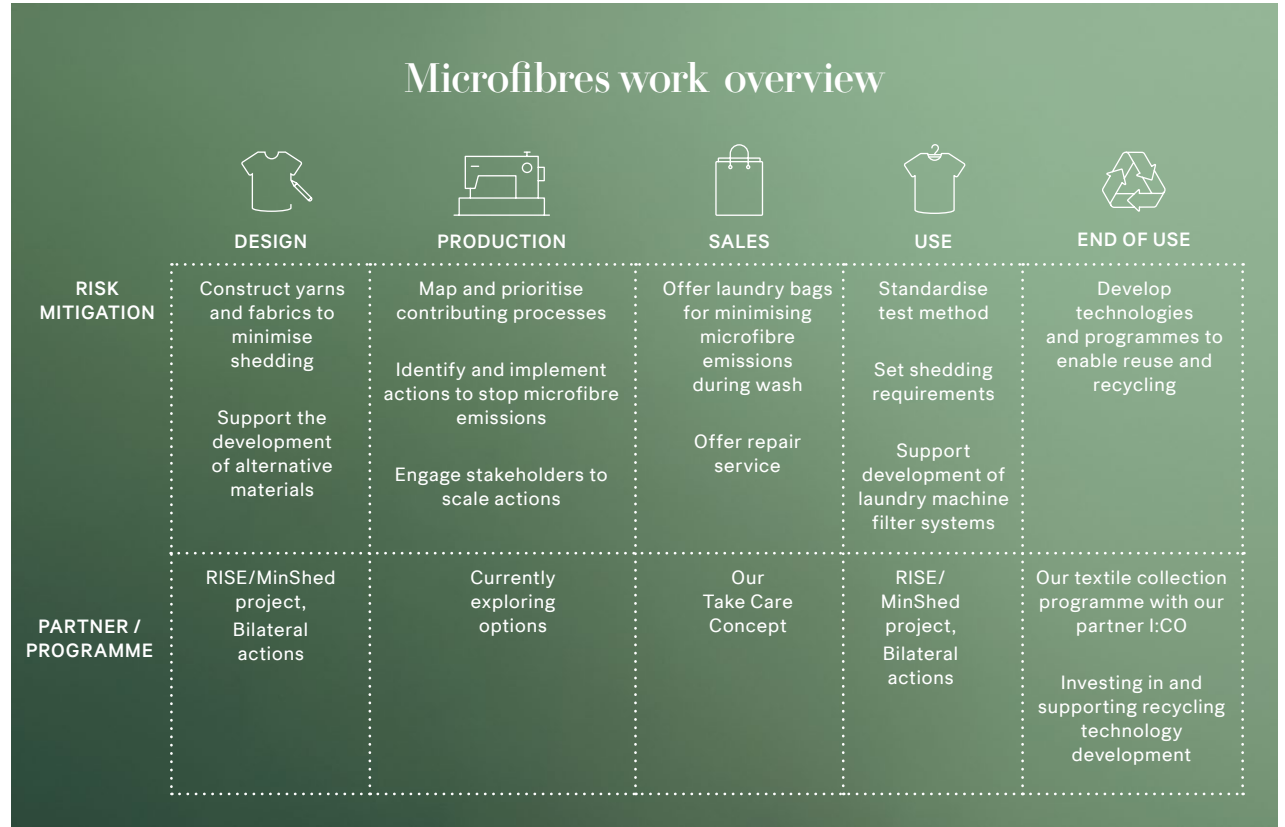 Microfibres work overview
DESIGN
PRODUCTION
SALES
USE
END OF USE
RISK
MITIGATION
Construct yarns
and fabrics to
minimise
shedding
Support the
development
of alternative
materials
Map and prioritise
contributing processes
Identify and implement
actions to stop microfibre
emissions
Engage stakeholders to
scale actions
Offer laundry bags
for minimising
microfibre
emissions
during wash
Offer repair
service
Standardise
test method
Set shedding
requirements
Support
development of
laundry machine
filter systems
Develop
technologies
and programmes to
enable reuse and
recycling
PARTNER /
PROGRAMME
RISE/MinShed
project,
Bilateral
actions
Currently
exploring
options
Our
Take Care
Concept
RISE/
MinShed
project,
Bilateral
actions
Our textile collection
programme with our
partner I:CO
Investing in and
supporting recycling
technology
development